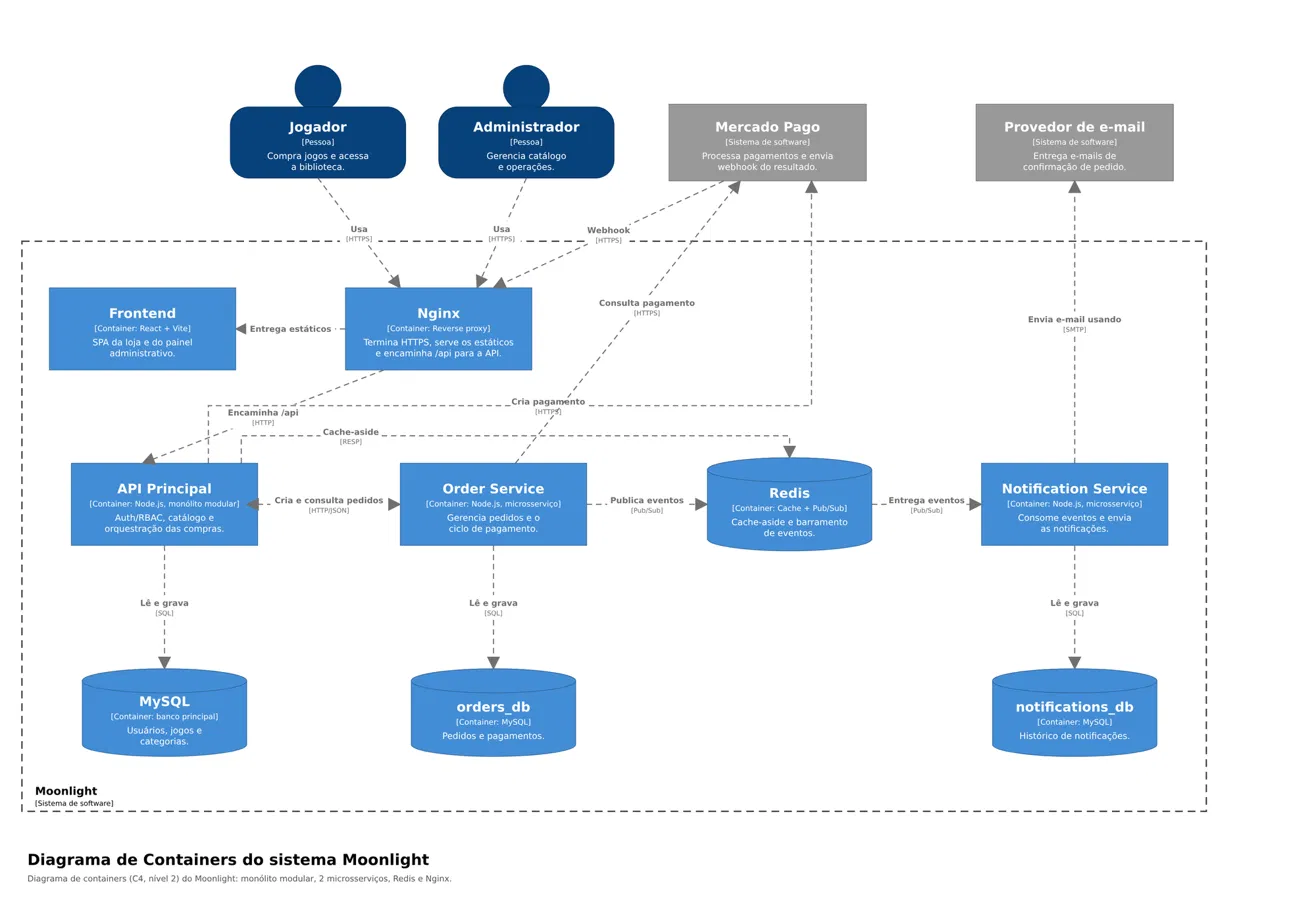 Jogador
[Pessoa]
Compra jogos e acessa
a biblioteca.
Administrador
[Pessoa]
Gerencia catálogo
e operações.
Mercado Pago
[Sistema de software]
Processa pagamentos e envia
webhook do resultado.
Provedor de e-mail
[Sistema de software]
Entrega e-mails de
confirmação de pedido.
Usa
[HTTPS]
Usa
[HTTPS]
Webhook
[HTTPS]
Consulta pagamento
[HTTPS]
Envia e-mail usando
[SMTP]
Frontend
[Container: React + Vite]
SPA da loja e do painel
administrativo.
Entrega estáticos
Nginx
[Container: Reverse proxy]
Termina HTTPS, serve os estáticos
e encaminha /api para a API.
Cria pagamento
[HTTPS]
Encaminha /api
[HTTP]
Cache-aside
[RESP]
API Principal
[Container: Node.js, monólito modular]
Auth/RBAC, catálogo e
orquestração das compras.
Cria e consulta pedidos
[HTTP/JSON]
Order Service
[Container: Node.js, microsserviço]
Gerencia pedidos e o
ciclo de pagamento.
Publica eventos
[Pub/Sub]
Redis
[Container: Cache + Pub/Sub]
Cache-aside e barramento
de eventos.
Entrega eventos
[Pub/Sub]
Notification Service
[Container: Node.js, microsserviço]
Consome eventos e envia
as notificações.
Lê e grava
[SQL]
Lê e grava
[SQL]
Lê e grava
[SQL]
MySQL
[Container: banco principal]
Usuários, jogos e
categorias.
orders_db
[Container: MySQL]
Pedidos e pagamentos.
notifications_db
[Container: MySQL]
Histórico de notificações.
Moonlight
[Sistema de software]
Diagrama de Containers do sistema Moonlight
Diagrama de containers (C4, nível 2) do Moonlight: monólito modular, 2 microsserviços, Redis e Nginx.